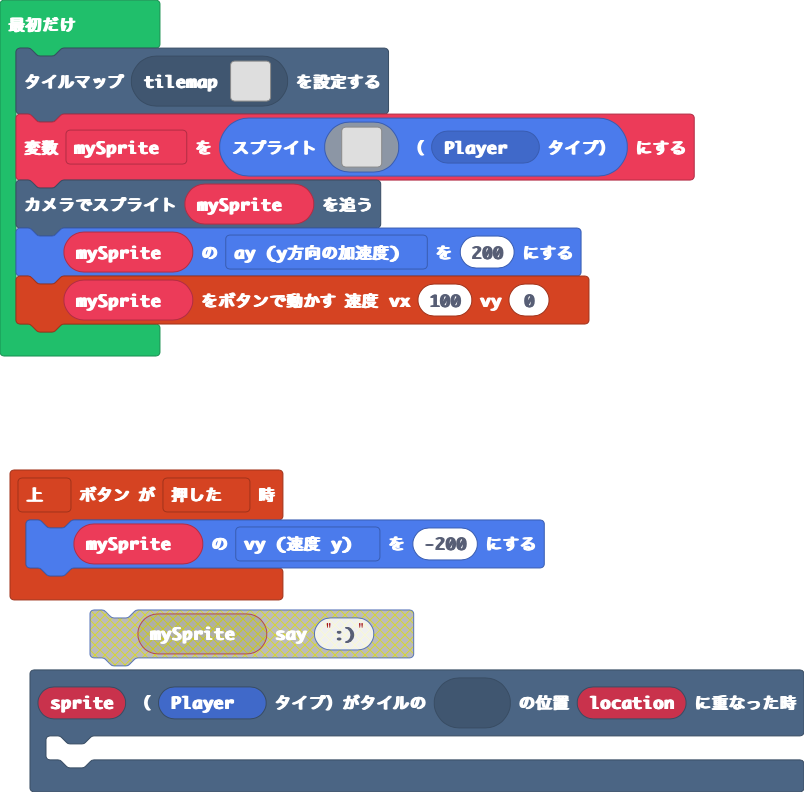 最初だけ
タイルマップ tilemap を設定する
変数 mySprite を スプライト ( Player タイプ) にする
カメラでスプライト mySprite を追う
mySprite の ay (y方向の加速度) を 200 にする
mySprite をボタンで動かす 速度 vx 100 vy 0
上 ボタン が 押した 時
mySprite の vy (速度 y) を -200 にする
mySprite say ":)"
sprite ( Player タイプ) がタイルの の位置 location に重なった時